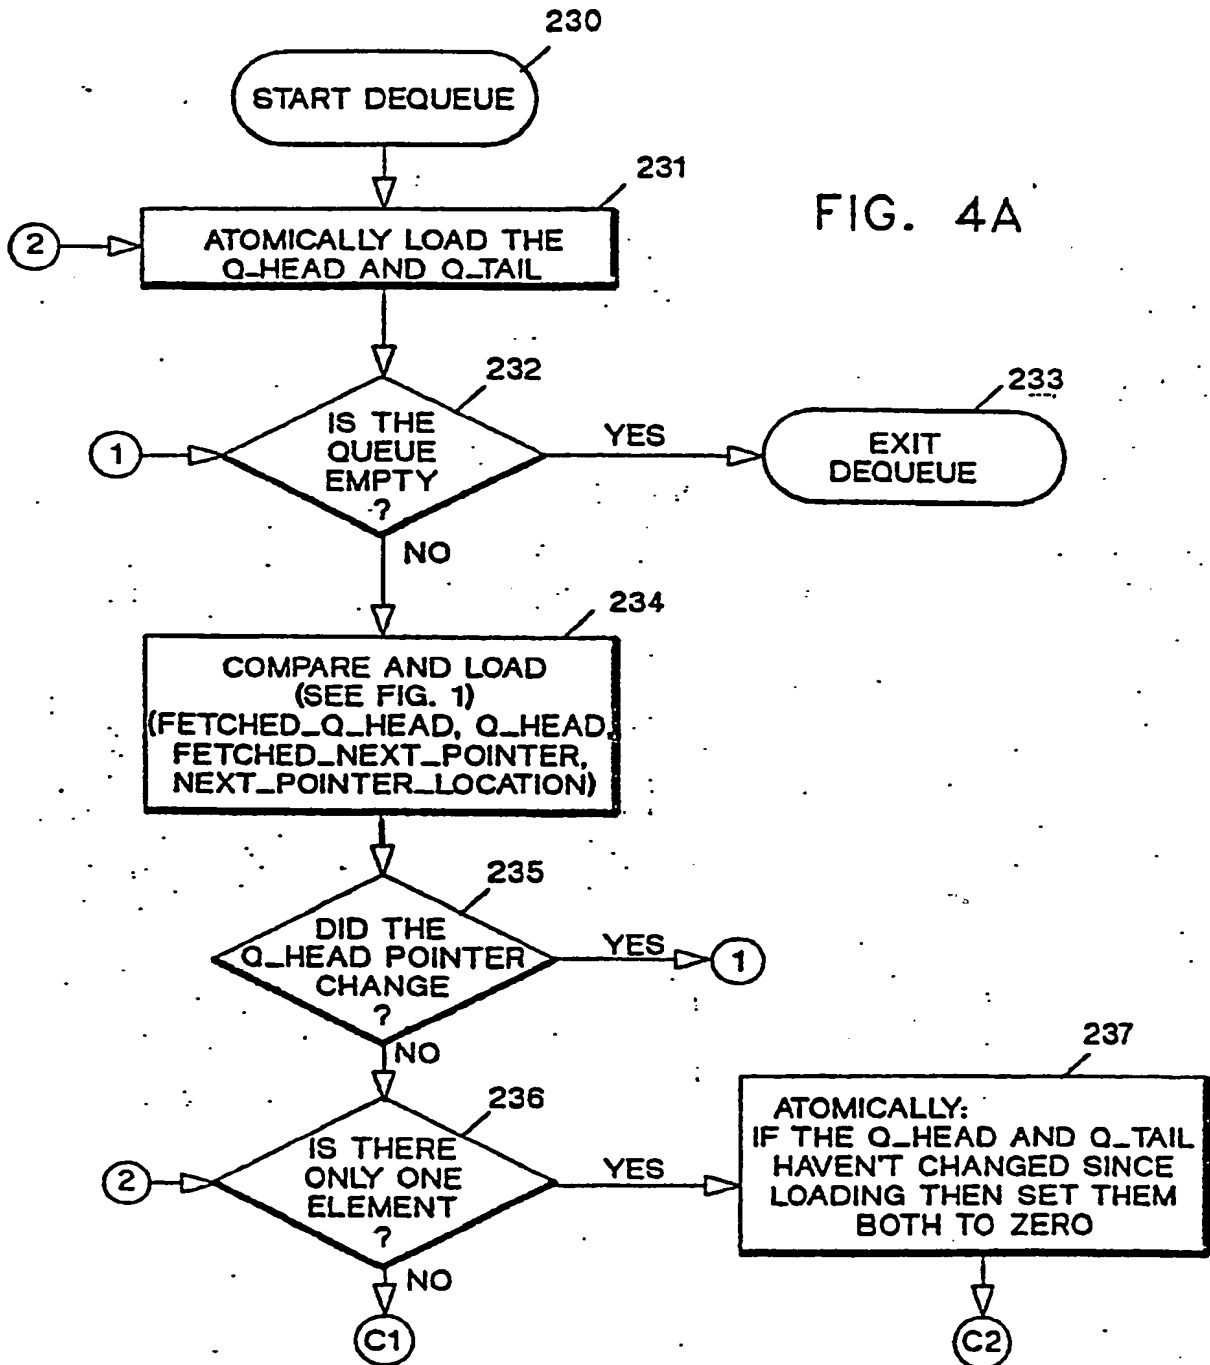 230
START DEQUEUE
231
FIG. 4A
2
ATOMICALLY LOAD THE
Q_HEAD AND Q_TAIL
232
233
1
IS THE
QUEUE
EMPTY
?
YES
EXIT
DEQUEUE
NO
234
COMPARE AND LOAD
(SEE FIG. 1)
(FETCHED_Q_HEAD, Q_HEAD,
FETCHED_NEXT_POINTER,
NEXT_POINTER_LOCATION)
235
DID THE
Q_HEAD POINTER
CHANGE
?
YES
1
NO
237
236
2
IS THERE
ONLY ONE
ELEMENT
?
YES
ATOMICALLY:
IF THE Q_HEAD AND Q_TAIL
HAVEN'T CHANGED SINCE
LOADING THEN SET THEM
BOTH TO ZERO
NO
C1
C2